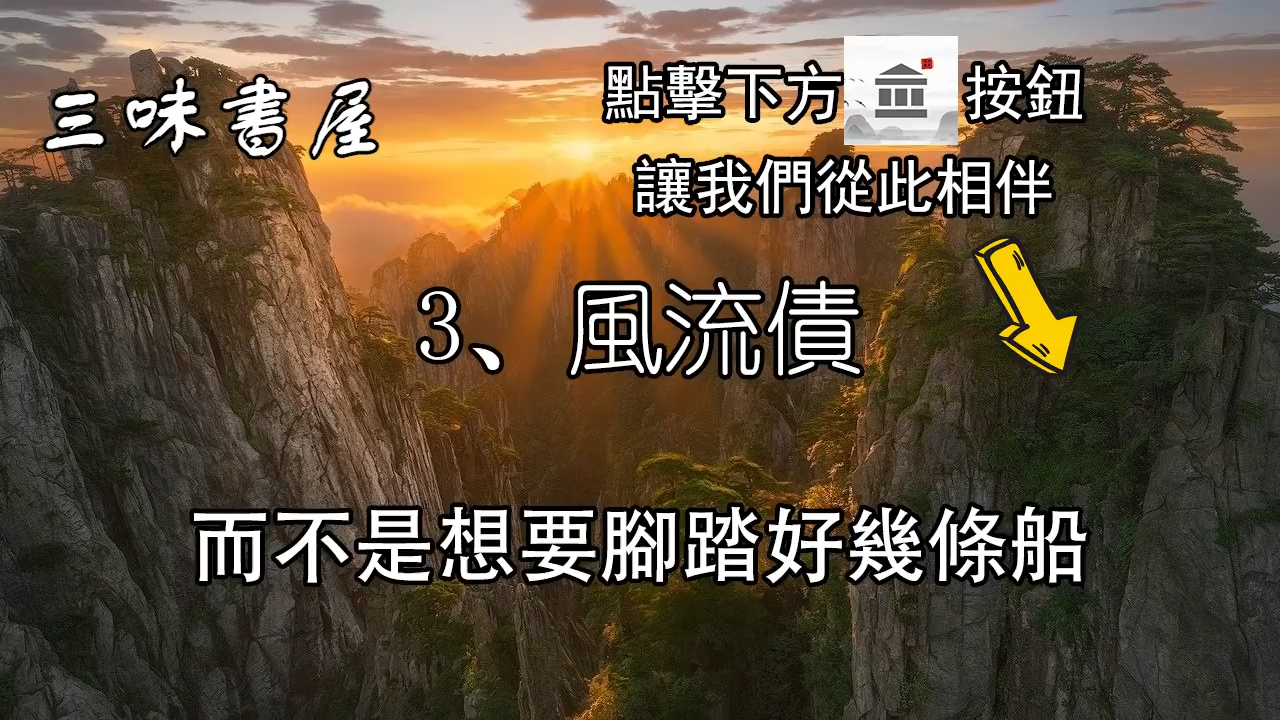 三味書屋
點擊下方 按鈕
讓我們從此相伴
3、風流債
而不是想要腳踏好幾條船